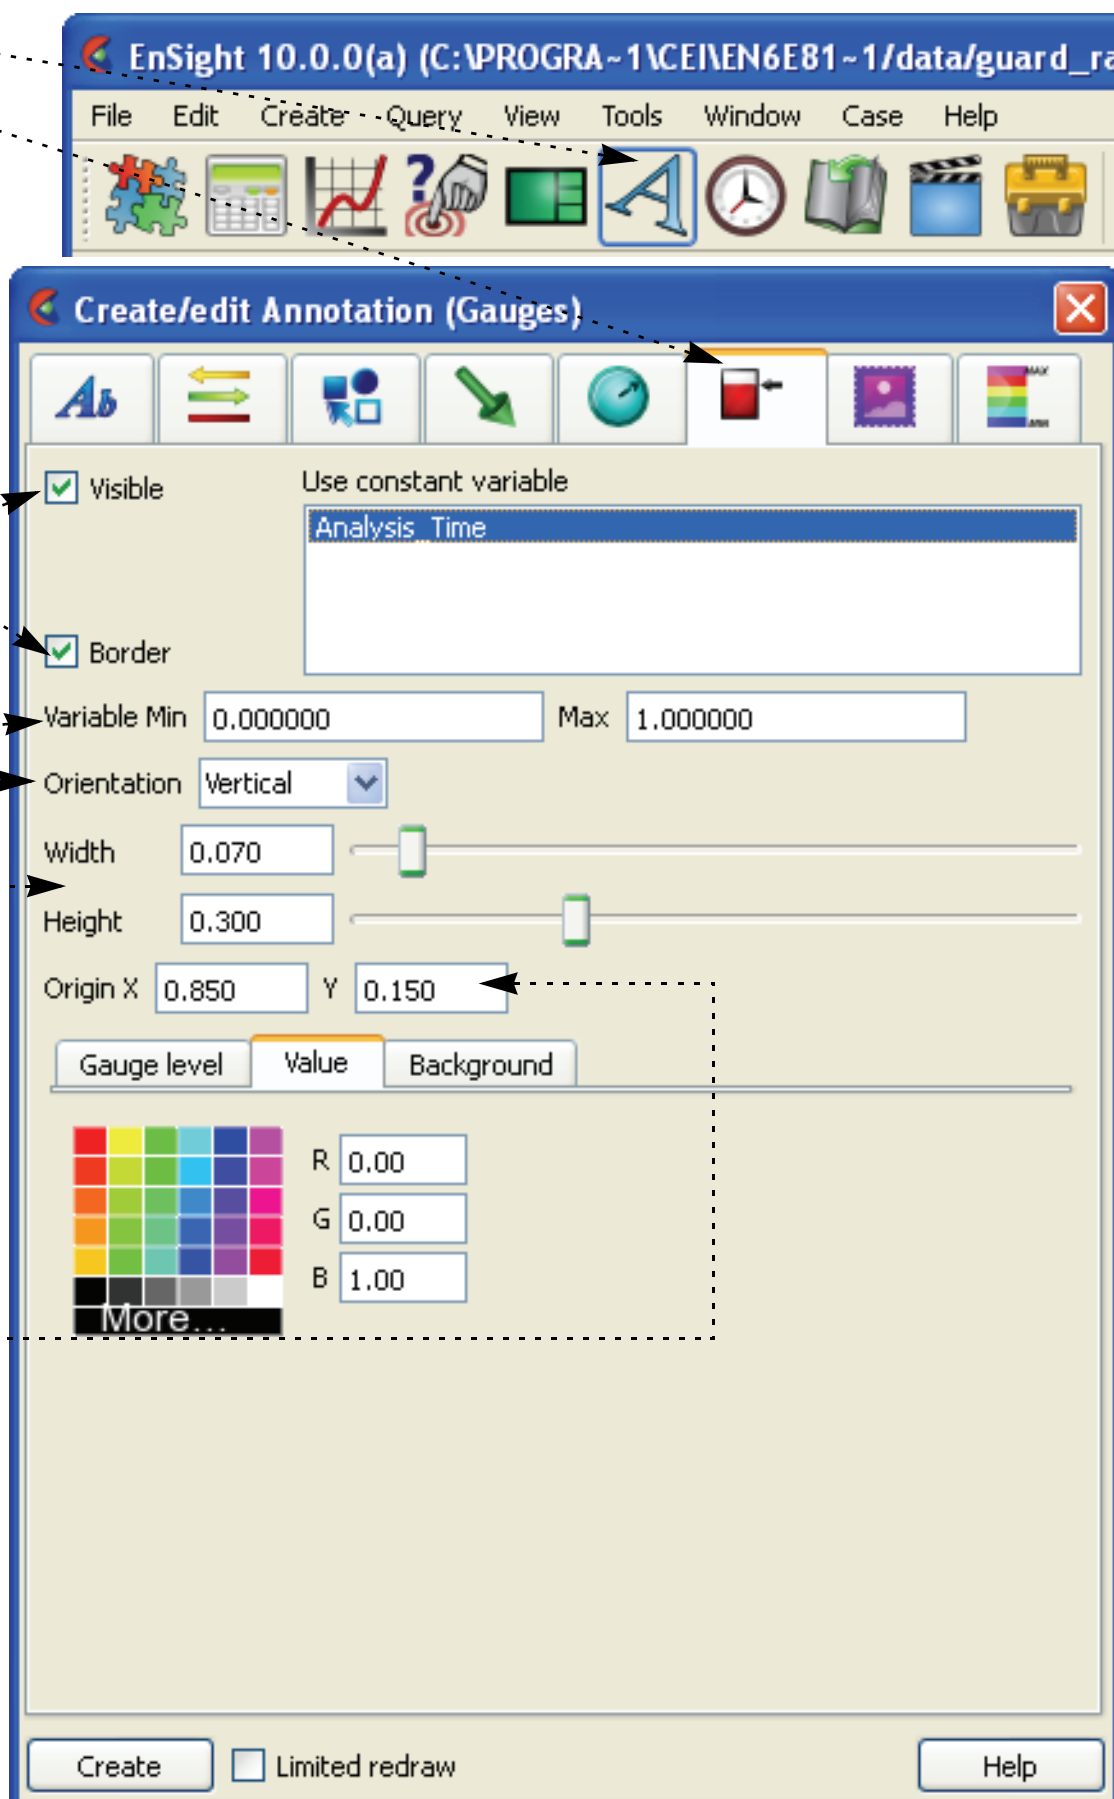 EnSight 10.0.0(a) (C:\PROGRA~1\CEI\EN6E81~1/data/guard_ra
File Edit Create Query View Tools Window Case Help
Create/edit Annotation (Gauges)
Visible
Use constant variable
Analysis_Time
Border
Variable Min 0.000000 Max 1.000000
Orientation Vertical
Width 0.070
Height 0.300
Origin X 0.850 Y 0.150
Gauge level Value Background
R 0.00
G 0.00
B 1.00
More...
Create Limited redraw Help